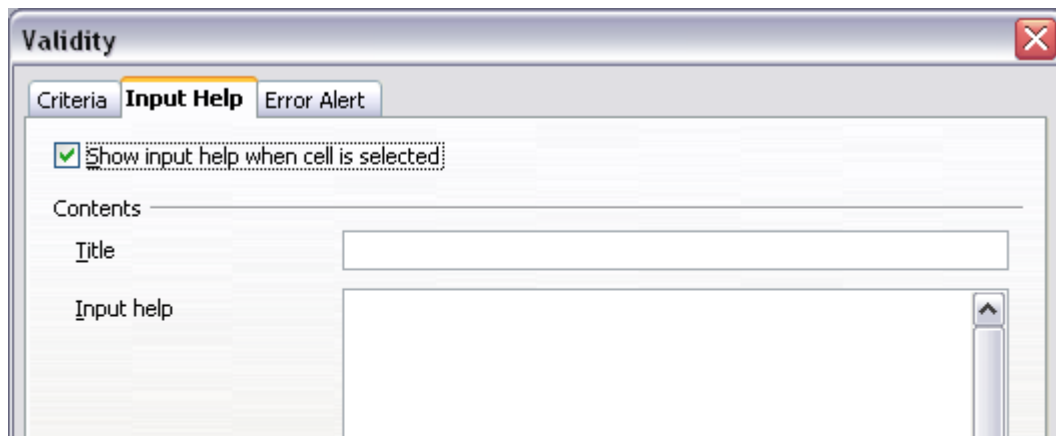 Validity
Criteria Input Help Error Alert
Show input help when cell is selected
Contents
Title
Input help